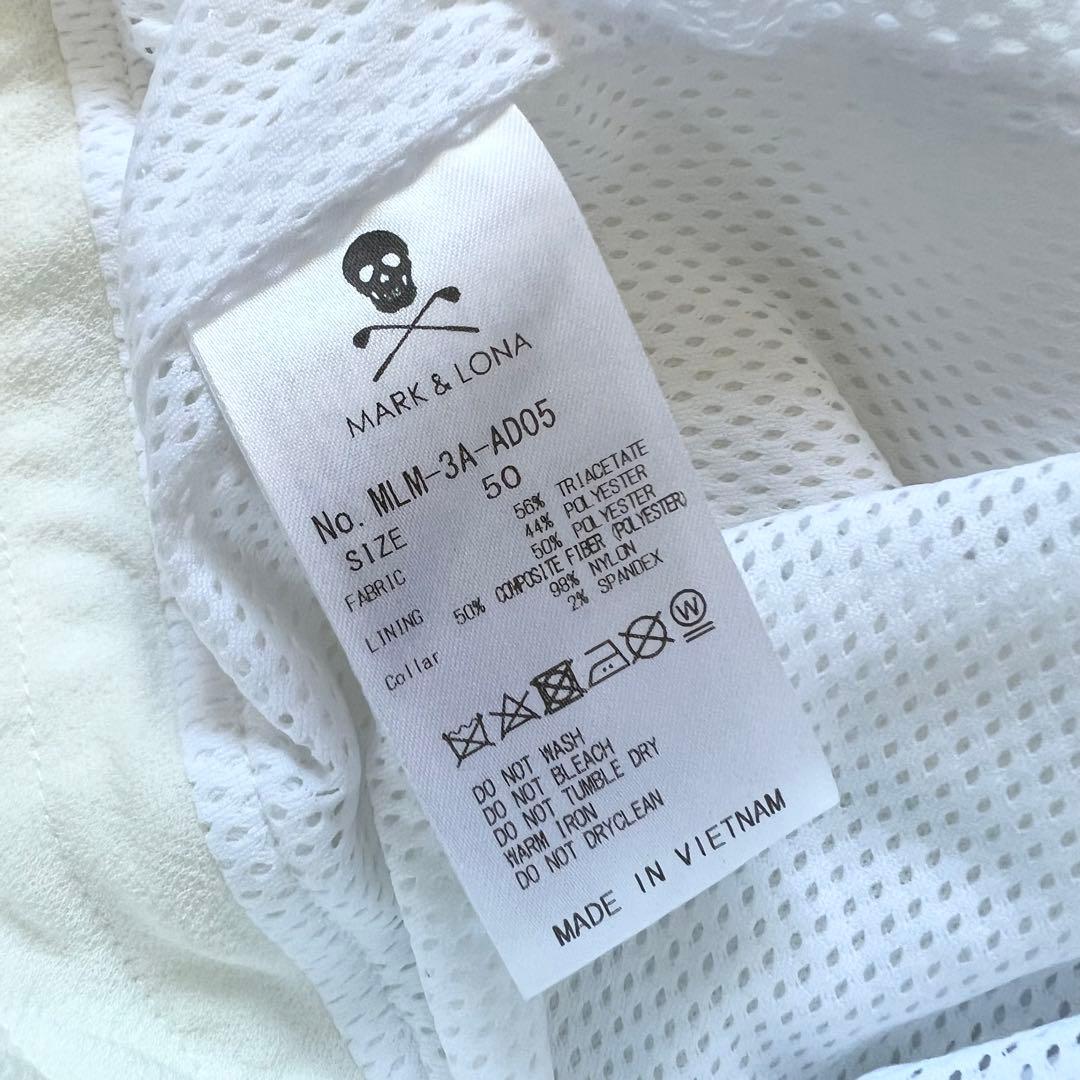 MARK & LONA
No. MLM-3A-AD05
SIZE 50
FABRIC 56% TRIACETATE
44% POLYESTER
LINING 50% POLYESTER
50% COMPOSITE FIBER (POLYESTER)
Collar 98% NYLON
2% SPANDEX
W
DO NOT WASH
DO NOT BLEACH
DO NOT TUMBLE DRY
WARM IRON
DO NOT DRYCLEAN
MADE IN VIETNAM